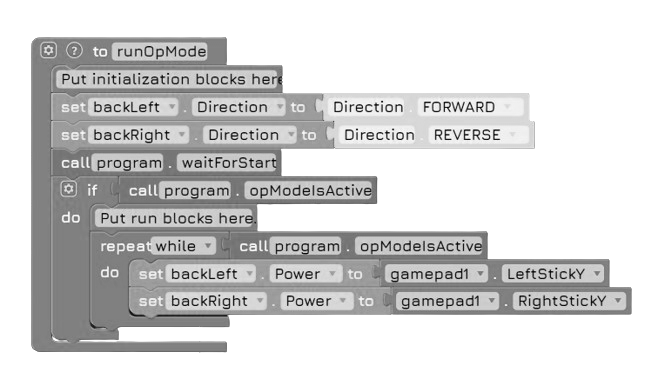 ? to runOpMode
Put initialization blocks here
set backLeft . Direction to Direction . FORWARD
set backRight . Direction to Direction . REVERSE
call program . waitForStart
if call program . opModeIsActive
do Put run blocks here.
repeat while call program . opModeIsActive
do set backLeft . Power to gamepad1 . LeftStickY
set backRight . Power to gamepad1 . RightStickY